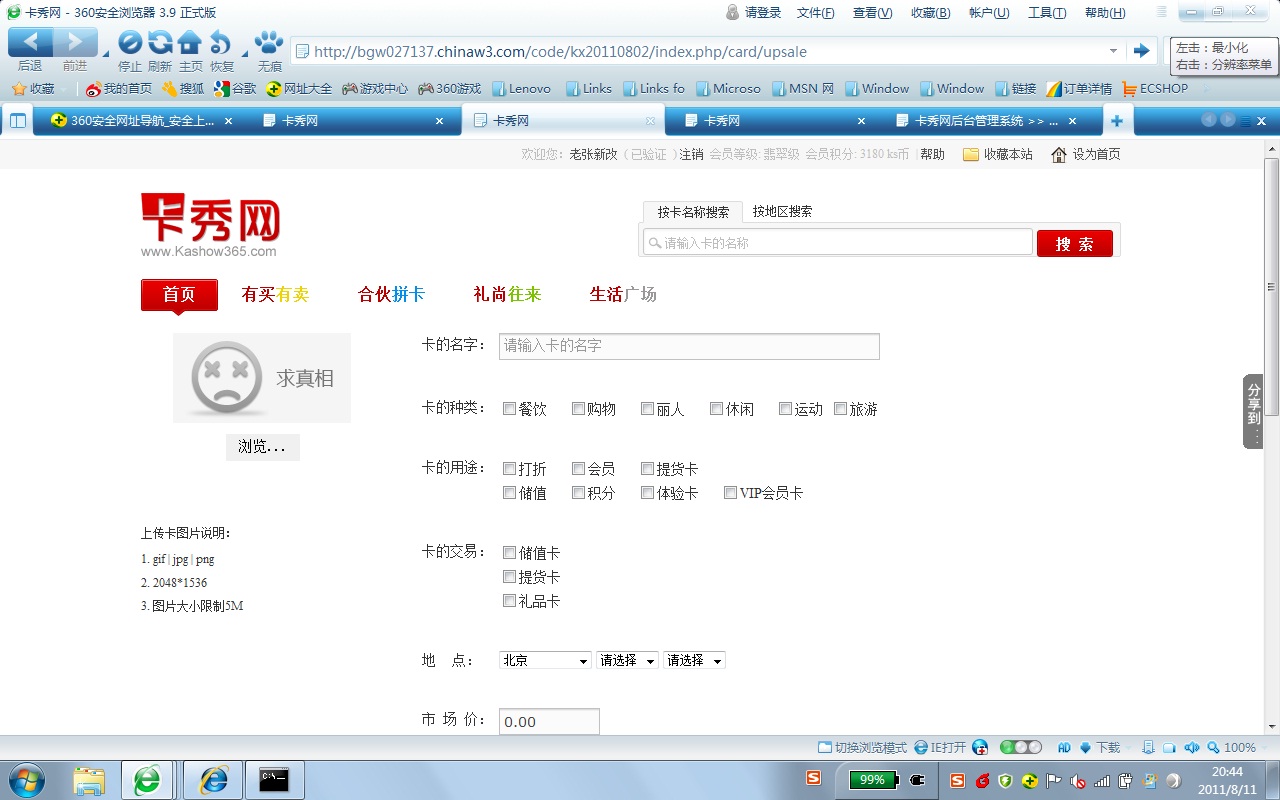 卡秀网 - 360安全浏览器 3.9 正式版
请登录 文件(F) 查看(V) 收藏(B) 帐户(U) 工具(T) 帮助(H)
后退 前进 停止 刷新 主页 恢复 无痕
http://bgw027137.chinaw3.com/code/kx20110802/index.php/card/upsale
左击：最小化
右击：分辨率菜单
收藏 我的首页 搜狐 谷歌 网址大全 游戏中心 360游戏 Lenovo Links Links fo Microso MSN 网 Window Window 链接 订单详情 ECSHOP
360安全网址导航_安全上... 卡秀网 卡秀网 卡秀网 卡秀网后台管理系统 >> ...
欢迎您: 老张新改 ( 已验证 ) 注销 会员等级: 翡翠级 会员积分: 3180 ks币 | 帮助 收藏本站 设为首页
卡秀网
www.Kashow365.com
按卡名称搜索 按地区搜索
请输入卡的名称 搜 索
首页 有买有卖 合伙拼卡 礼尚往来 生活广场
求真相
浏览...
上传卡图片说明:
1. gif | jpg | png
2. 2048*1536
3. 图片大小限制5M
卡的名字： 请输入卡的名字
卡的种类： 餐饮 购物 丽人 休闲 运动 旅游
卡的用途： 打折 会员 提货卡
储值 积分 体验卡 VIP会员卡
卡的交易： 储值卡
提货卡
礼品卡
地 点： 北京 请选择 请选择
市 场 价： 0.00
分享到
切换浏览模式 IE打开 AD 下载 100%
C:\
99%
20:44
2011/8/11